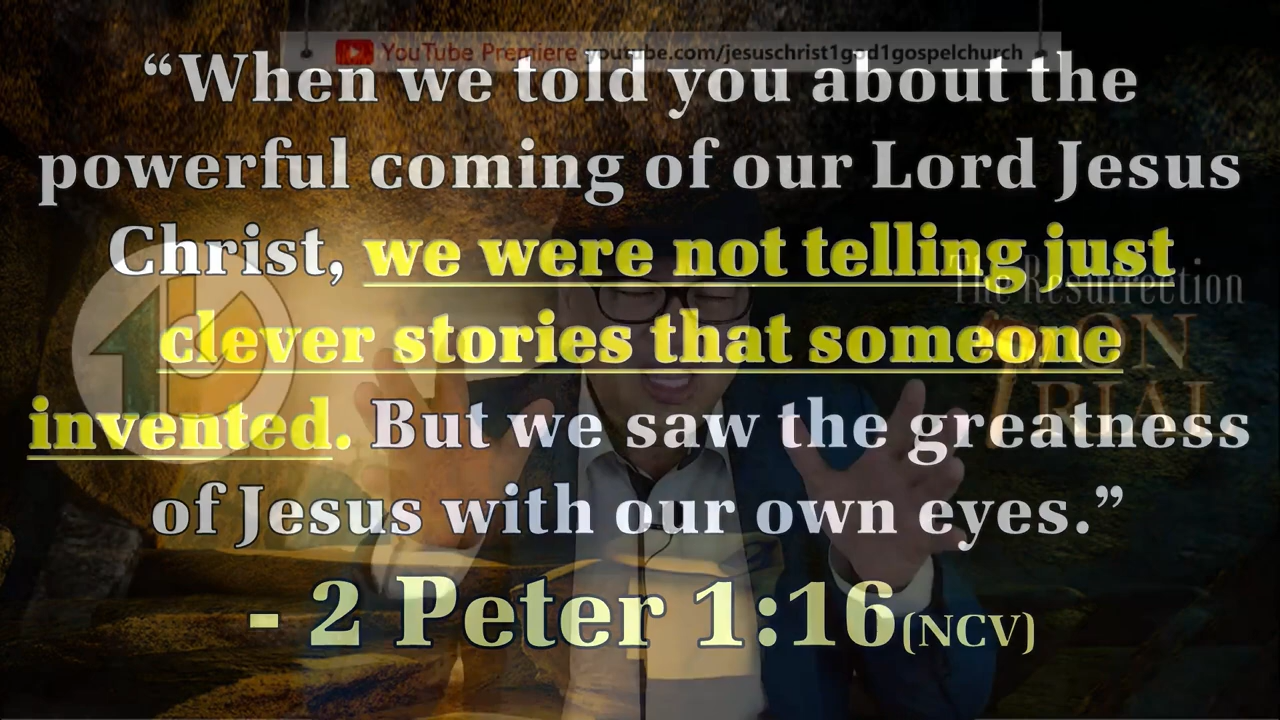 YouTube Premiere youtube.com/jesuschrist1god1gospelchurch
“When we told you about the
powerful coming of our Lord Jesus
Christ, we were not telling just
clever stories that someone
invented. But we saw the greatness
of Jesus with our own eyes.”
- 2 Peter 1:16(NCV)
The Resurrection
ON
TRIAL